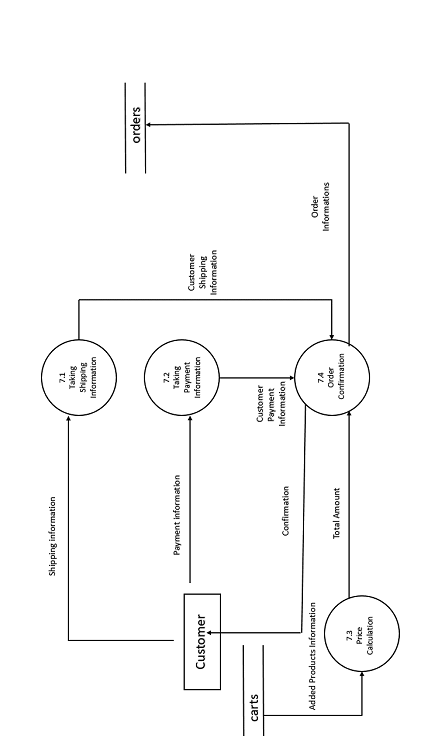 orders
Order
Informations
Customer
Shipping
Information
7.1
Taking
Shipping
Information
7.2
Taking
Payment
Information
7.4
Order
Confirmation
Customer
Payment
Information
Shipping information
Payment information
Confirmation
Total Amount
Customer
Added Products Information
7.3
Price
Calculation
carts